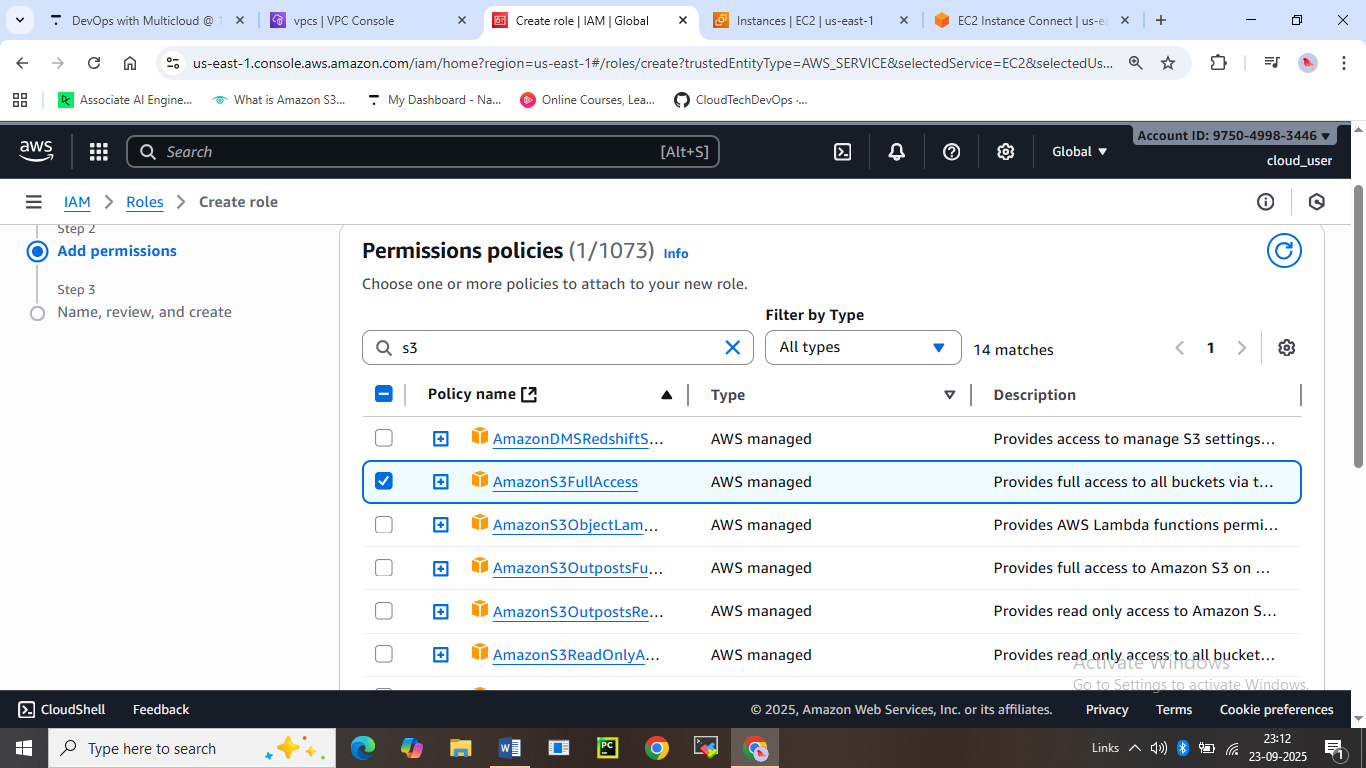 DevOps with Multicloud @ 1
vpcs | VPC Console
Create role | IAM | Global
Instances | EC2 | us-east-1
EC2 Instance Connect | us-ea
us-east-1.console.aws.amazon.com/iam/home?region=us-east-1#/roles/create?trustedEntityType=AWS_SERVICE&selectedService=EC2&selectedUs...
Associate AI Engine...
What is Amazon S3...
My Dashboard - Na...
Online Courses, Lea...
CloudTechDevOps -...
aws
Search
[Alt+S]
Global
Account ID: 9750-4998-3446
cloud_user
IAM
Roles
Create role
Step 2
Add permissions
Step 3
Name, review, and create
Permissions policies (1/1073) Info
Choose one or more policies to attach to your new role.
Filter by Type
s3
All types
14 matches
1
Policy name
Type
Description
AmazonDMSRedshiftS... AWS managed Provides access to manage S3 settings...
AmazonS3FullAccess AWS managed Provides full access to all buckets via t...
AmazonS3ObjectLam... AWS managed Provides AWS Lambda functions permi...
AmazonS3OutpostsFu... AWS managed Provides full access to Amazon S3 on ...
AmazonS3OutpostsRe... AWS managed Provides read only access to Amazon S...
AmazonS3ReadOnlyA... AWS managed Provides read only access to all bucket...
Activate Windows
Go to Settings to activate Windows.
CloudShell
Feedback
© 2025, Amazon Web Services, Inc. or its affiliates.
Privacy
Terms
Cookie preferences
Type here to search
PC
Links
23:12
23-09-2025
1